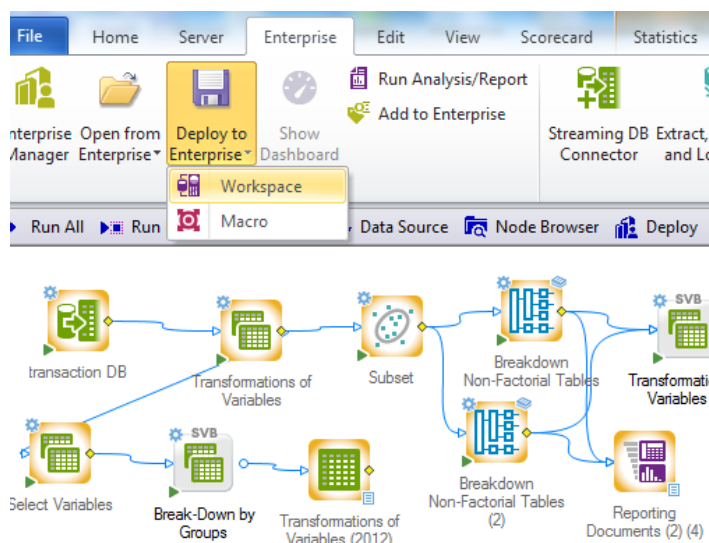 File Home Server Enterprise Edit View Scorecard Statistics
Run Analysis/Report
Add to Enterprise
Enterprise Open from Deploy to Show Streaming DB Extract,
Manager Enterprise Enterprise Dashboard Connector and Lo
Workspace
Macro
Run All Run Data Source Node Browser Deploy
SVB
transaction DB
Transformations of
Variables
Subset
Breakdown
Non-Factorial Tables
Transformati
Variables
SVB
Select Variables
Break-Down by
Groups
Transformations of
Variables (2012)
Breakdown
Non-Factorial Tables
(2)
Reporting
Documents (2) (4)